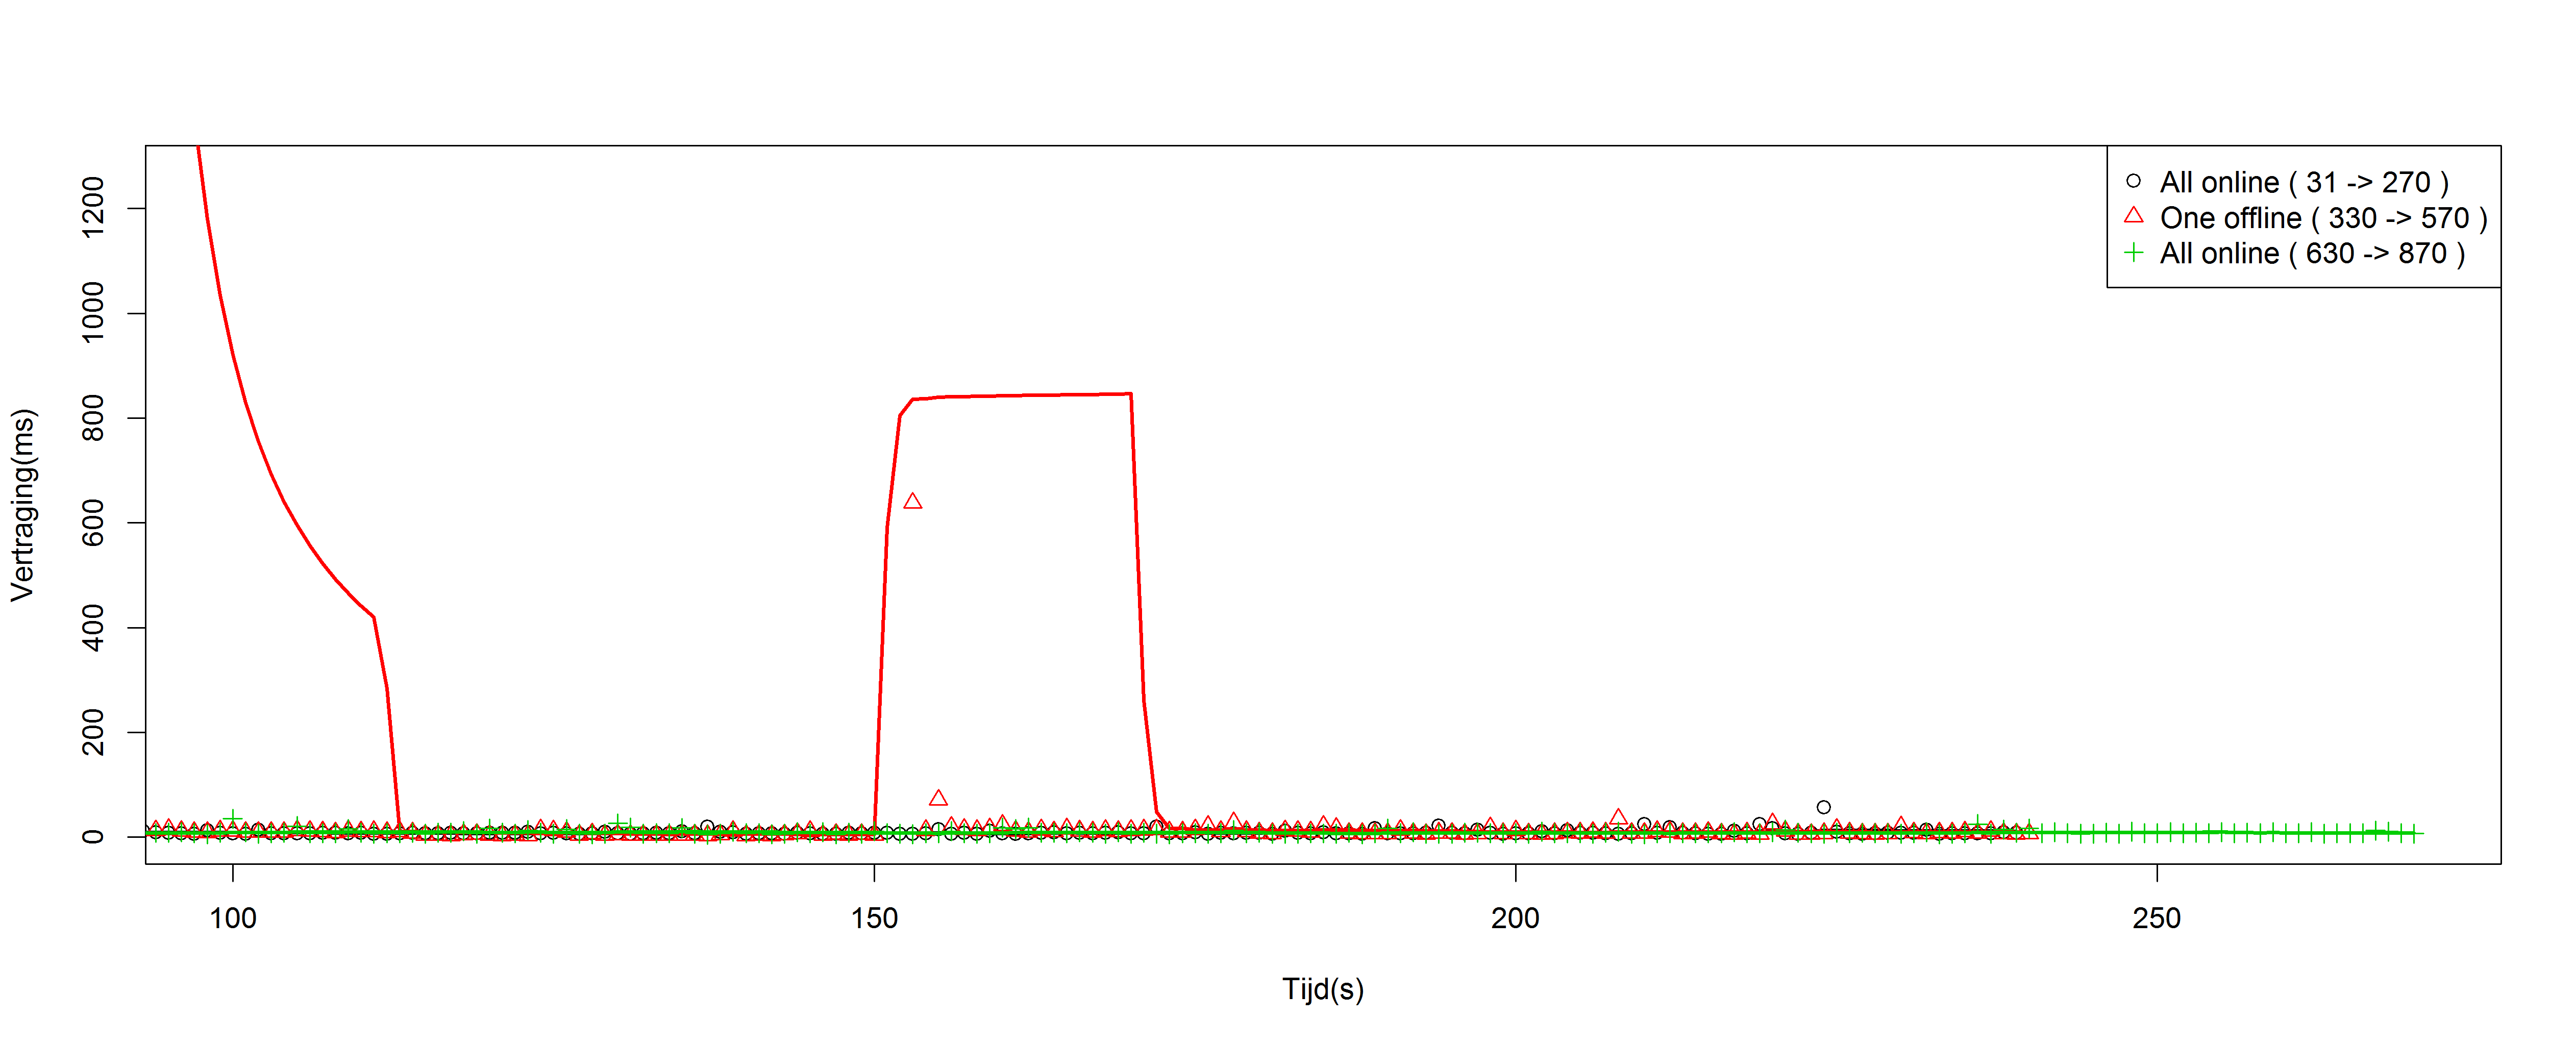 All online ( 31 -> 270 )
One offline ( 330 -> 570 )
All online ( 630 -> 870 )
Vertraging(ms)
1200
1000
800
600
400
200
0
100
150
200
250
Tijd(s)